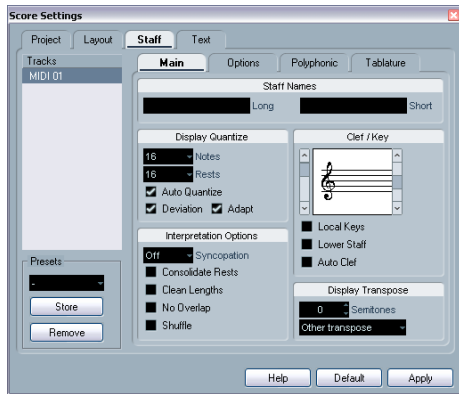 Score Settings
Project Layout Staff Text
Tracks
MIDI 01
Main Options Polyphonic Tablature
Staff Names
Long Short
Display Quantize
16 Notes
16 Rests
Auto Quantize
Deviation Adapt
Clef / Key
Local Keys
Lower Staff
Auto Clef
Interpretation Options
Off Syncopation
Consolidate Rests
Clean Lengths
No Overlap
Shuffle
Display Transpose
0 Semitones
Other transpose
Presets
-
Store
Remove
Help Default Apply